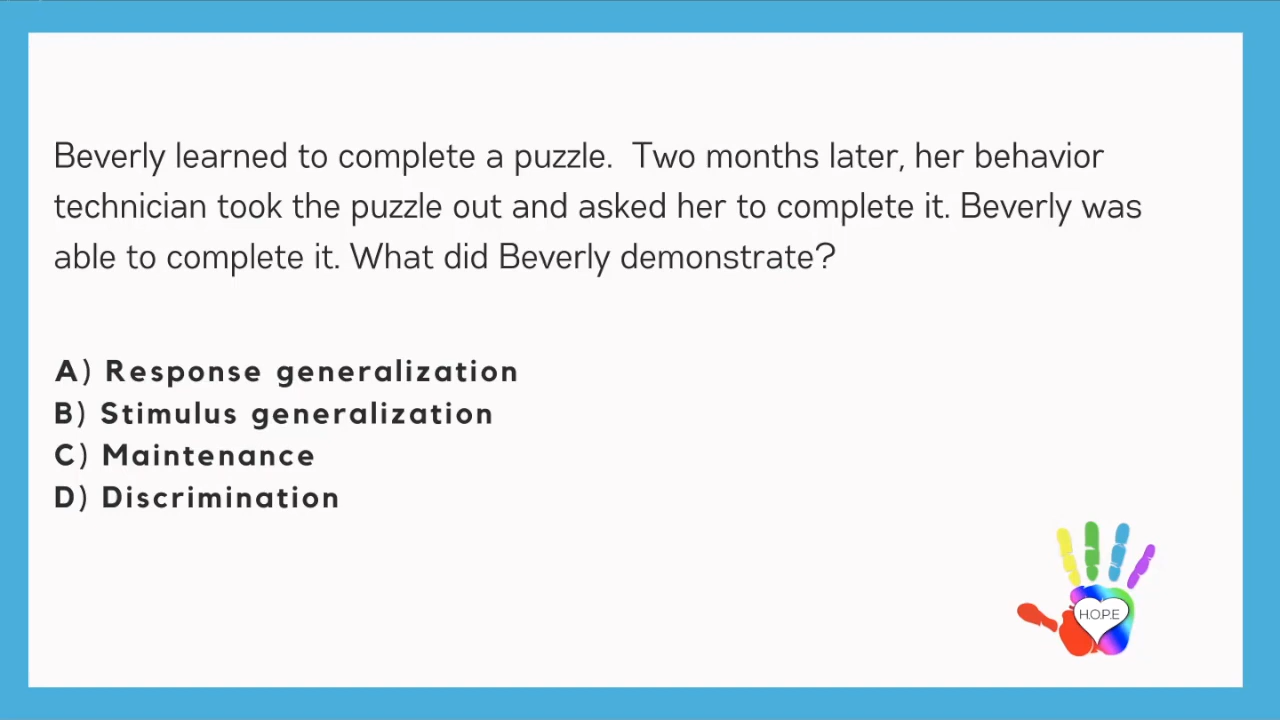 Beverly learned to complete a puzzle.  Two months later, her behavior
technician took the puzzle out and asked her to complete it. Beverly was
able to complete it. What did Beverly demonstrate?
A) Response generalization
B) Stimulus generalization
C) Maintenance
D) Discrimination
H.O.P.E